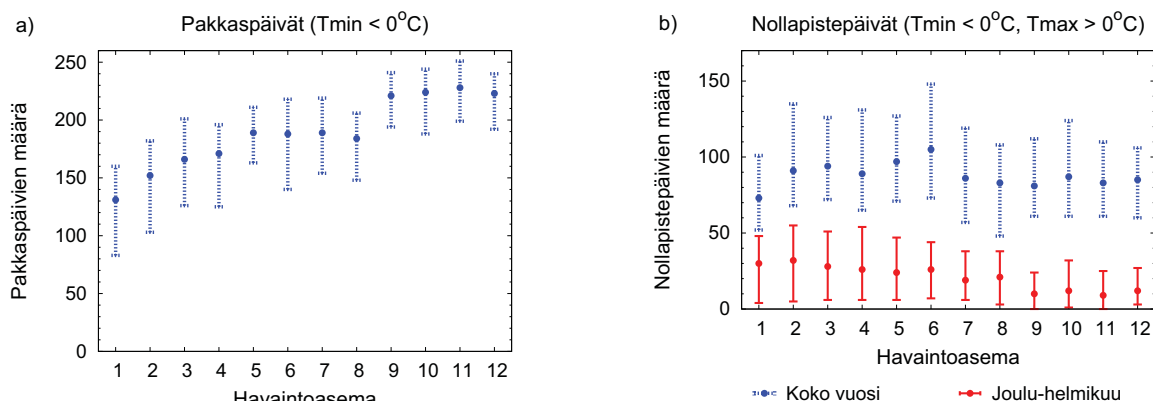 a) Pakkaspäivät (Tmin < 0°C)
Pakkaspäivien määrä
250
200
150
100
50
0
1 2 3 4 5 6 7 8 9 10 11 12
Havaintoasema
b) Nollapistepäivät (Tmin < 0°C, Tmax > 0°C)
Nollapistepäivien määrä
150
100
50
0
1 2 3 4 5 6 7 8 9 10 11 12
Havaintoasema
Koko vuosi Joulu-helmikuu